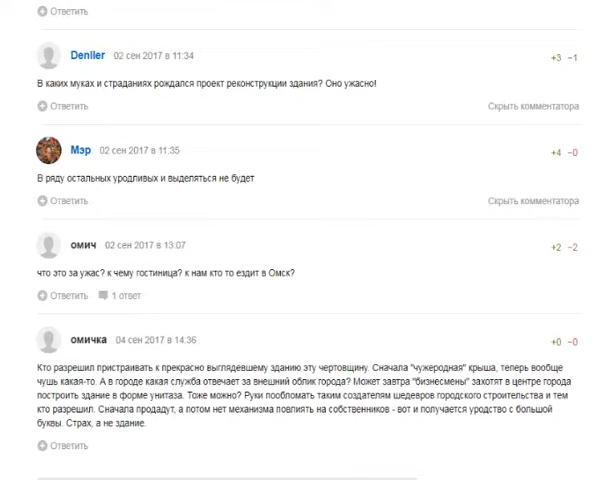 Ответить
Deniler 02 сен 2017 в 11:34 +3 −1
В каких муках и страданиях рождался проект реконструкции здания? Оно ужасно!
Ответить Скрыть комментатора
Мэр 02 сен 2017 в 11:35 +4 −0
В ряду остальных уродливых и выделяться не будет
Ответить Скрыть комментатора
омич 02 сен 2017 в 13:07 +2 −2
что это за ужас? к чему гостиница? к нам кто то ездит в Омск?
Ответить 1 ответ
омичка 04 сен 2017 в 14:36 +0 −0
Кто разрешил пристраивать к прекрасно выглядевшему зданию эту чертовщину. Сначала "чужеродная" крыша, теперь вообще
чушь какая-то. А в городе какая служба отвечает за внешний облик города? Может завтра "бизнесмены" захотят в центре города
построить здание в форме унитаза. Тоже можно? Руки пообломать таким создателям шедевров городского строительства и тем
кто разрешил. Сначала продадут, а потом нет механизма повлиять на собственников - вот и получается уродство с большой
буквы. Страх, а не здание.
Ответить